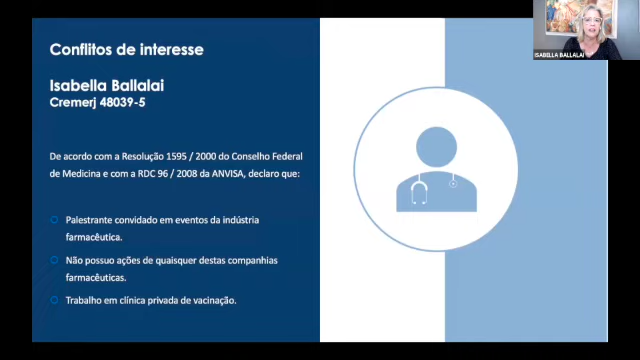 Conflitos de interesse
Isabella Ballalai
Cremerj 48039-5
De acordo com a Resolução 1595 / 2000 do Conselho Federal
de Medicina e com a RDC 96 / 2008 da ANVISA, declaro que:
Palestrante convidado em eventos da indústria
farmacêutica.
Não possuo ações de quaisquer destas companhias
farmacêuticas.
Trabalho em clínica privada de vacinação.
ISABELLA BALLALAI